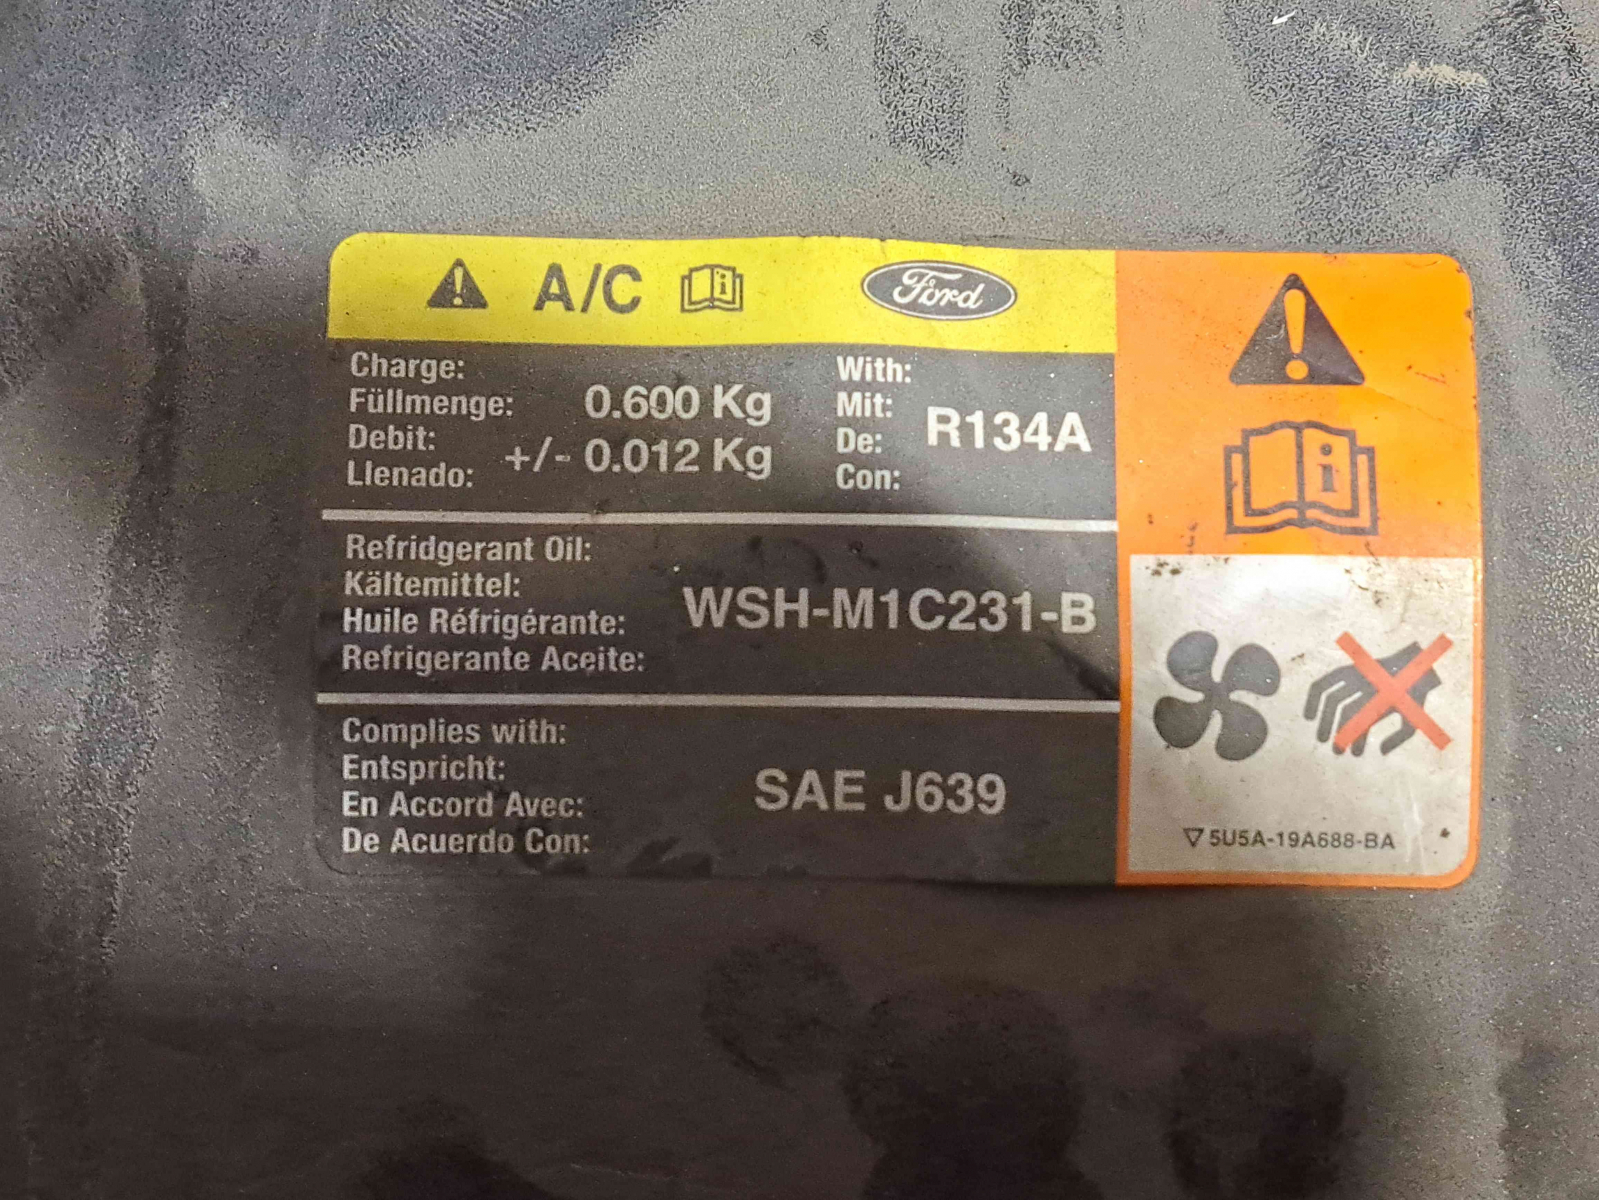 A/C
Ford
Charge:
Füllmenge:
Debit:
Llenado:
0.600 Kg
+/- 0.012 Kg
With:
Mit:
De:
Con:
R134A
Refridgerant Oil:
Kältemittel:
Huile Réfrigérante:
Refrigerante Aceite:
WSH-M1C231-B
Complies with:
Entspricht:
En Accord Avec:
De Acuerdo Con:
SAE J639
5U5A-19A688-BA